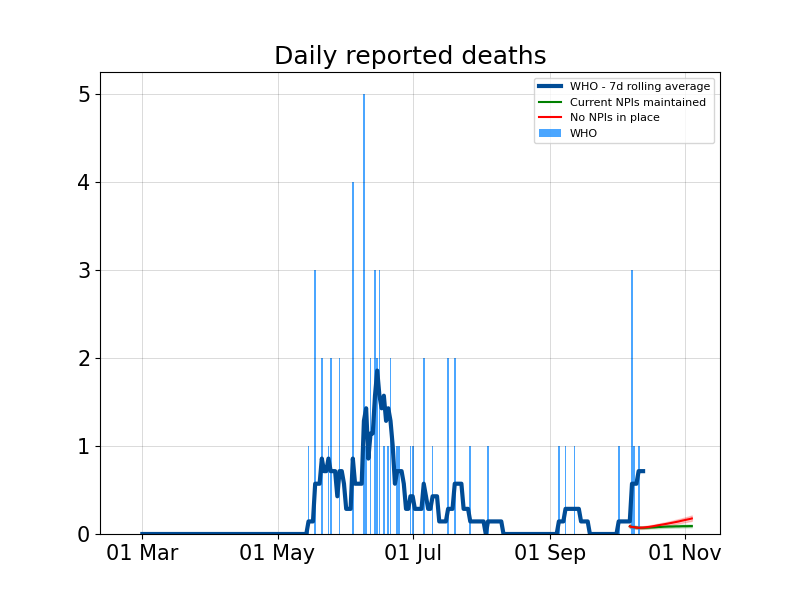 Daily reported deaths
WHO - 7d rolling average
Current NPIs maintained
No NPIs in place
WHO
5
4
3
2
1
0
01 Mar
01 May
01 Jul
01 Sep
01 Nov